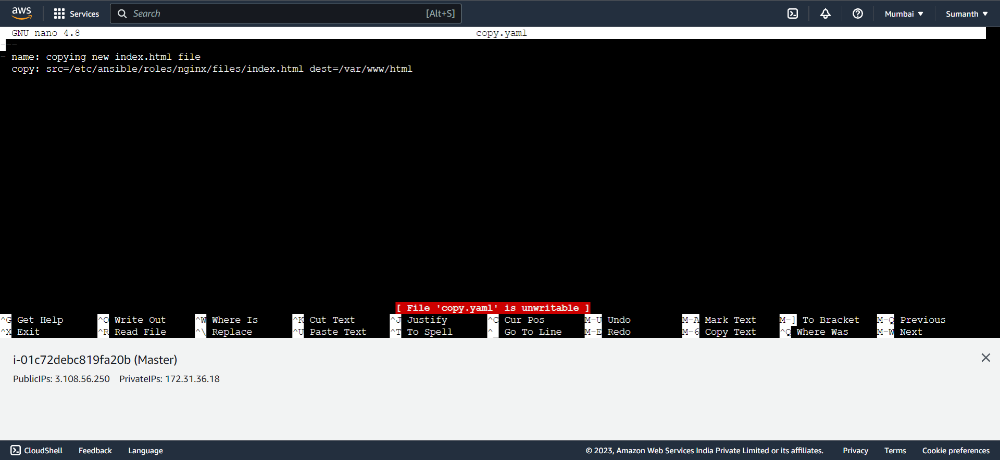 aws Services Search [Alt+S] Mumbai ▼ Sumanth ▼
GNU nano 4.8 copy.yaml
---
- name: copying new index.html file
  copy: src=/etc/ansible/roles/nginx/files/index.html dest=/var/www/html
[ File 'copy.yaml' is unwritable ]
^G Get Help ^O Write Out ^W Where Is ^K Cut Text ^J Justify ^C Cur Pos M-U Undo M-A Mark Text M-] To Bracket M-Q Previous
^X Exit ^R Read File ^\ Replace ^U Paste Text ^T To Spell ^_ Go To Line M-E Redo M-6 Copy Text ^Q Where Was M-W Next
i-01c72debc819fa20b (Master)
PublicIPs: 3.108.56.250 PrivateIPs: 172.31.36.18
CloudShell Feedback Language © 2023, Amazon Web Services India Private Limited or its affiliates. Privacy Terms Cookie preferences